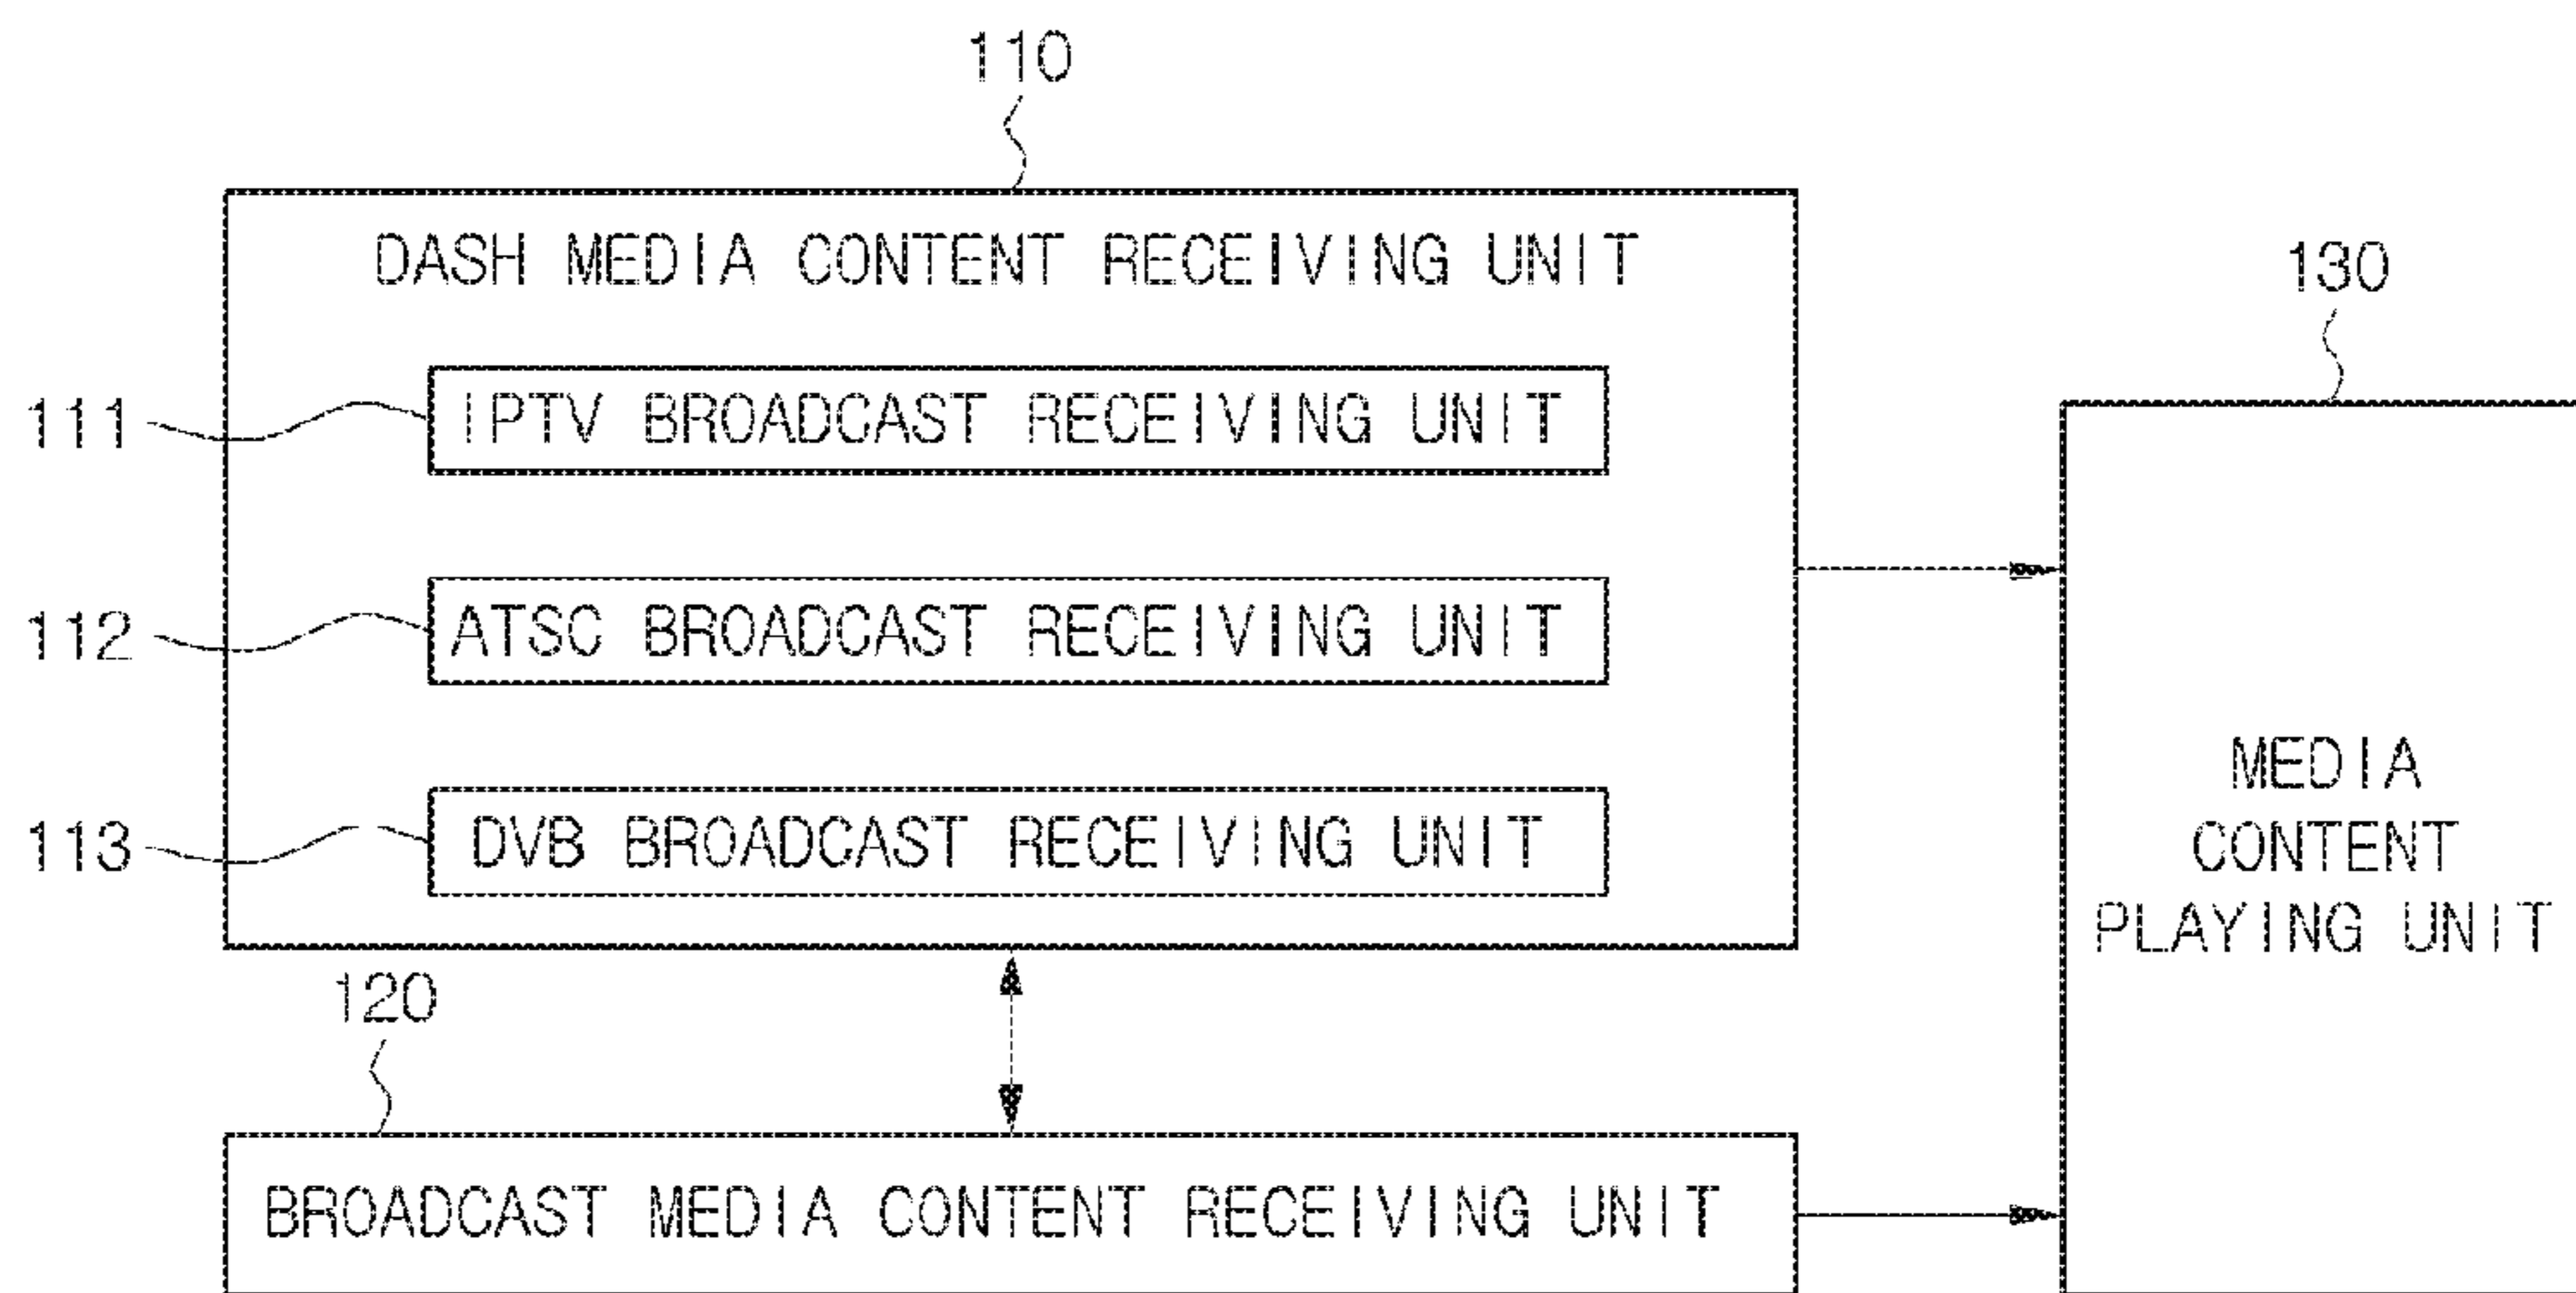 110
DASH MEDIA CONTENT RECEIVING UNIT
130
111
IPTV BROADCAST RECEIVING UNIT
112
ATSC BROADCAST RECEIVING UNIT
MEDIA
CONTENT
PLAYING UNIT
113
DVB BROADCAST RECEIVING UNIT
120
BROADCAST MEDIA CONTENT RECEIVING UNIT